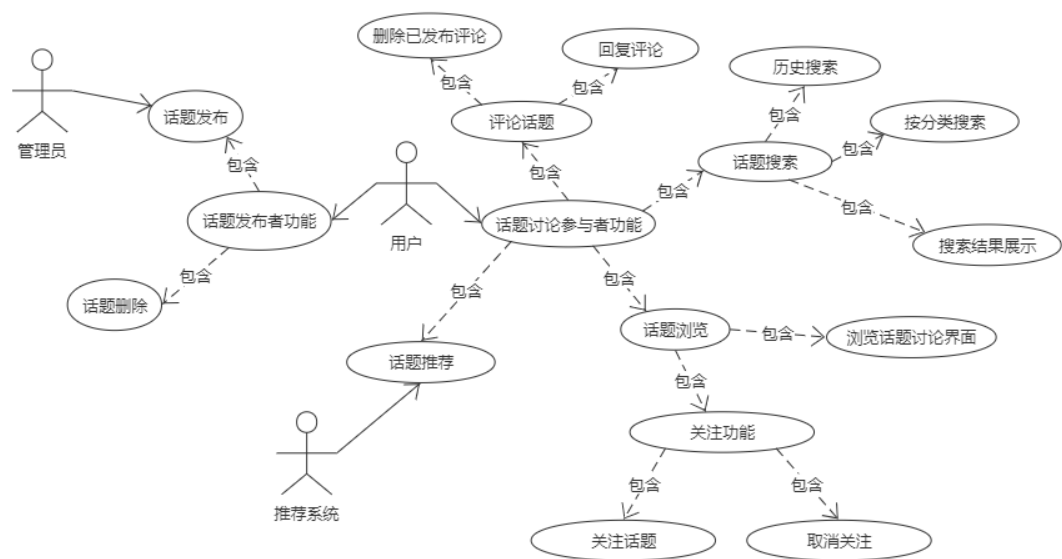 删除已发布评论
回复评论
历史搜索
包含
包含
包含
话题发布
评论话题
按分类搜索
管理员
包含
话题搜索
包含
包含
包含
包含
话题发布者功能
用户
话题讨论参与者功能
搜索结果展示
包含
包含
包含
包含
话题删除
话题浏览
包含
浏览话题讨论界面
话题推荐
包含
关注功能
包含
包含
推荐系统
关注话题
取消关注